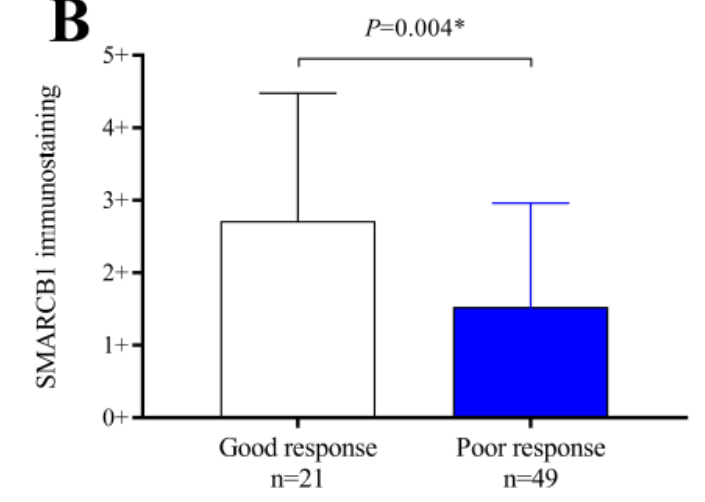 B
P=0.004*
5+
4+
3+
2+
1+
0+
SMARCB1 immunostaining
Good response
n=21
Poor response
n=49